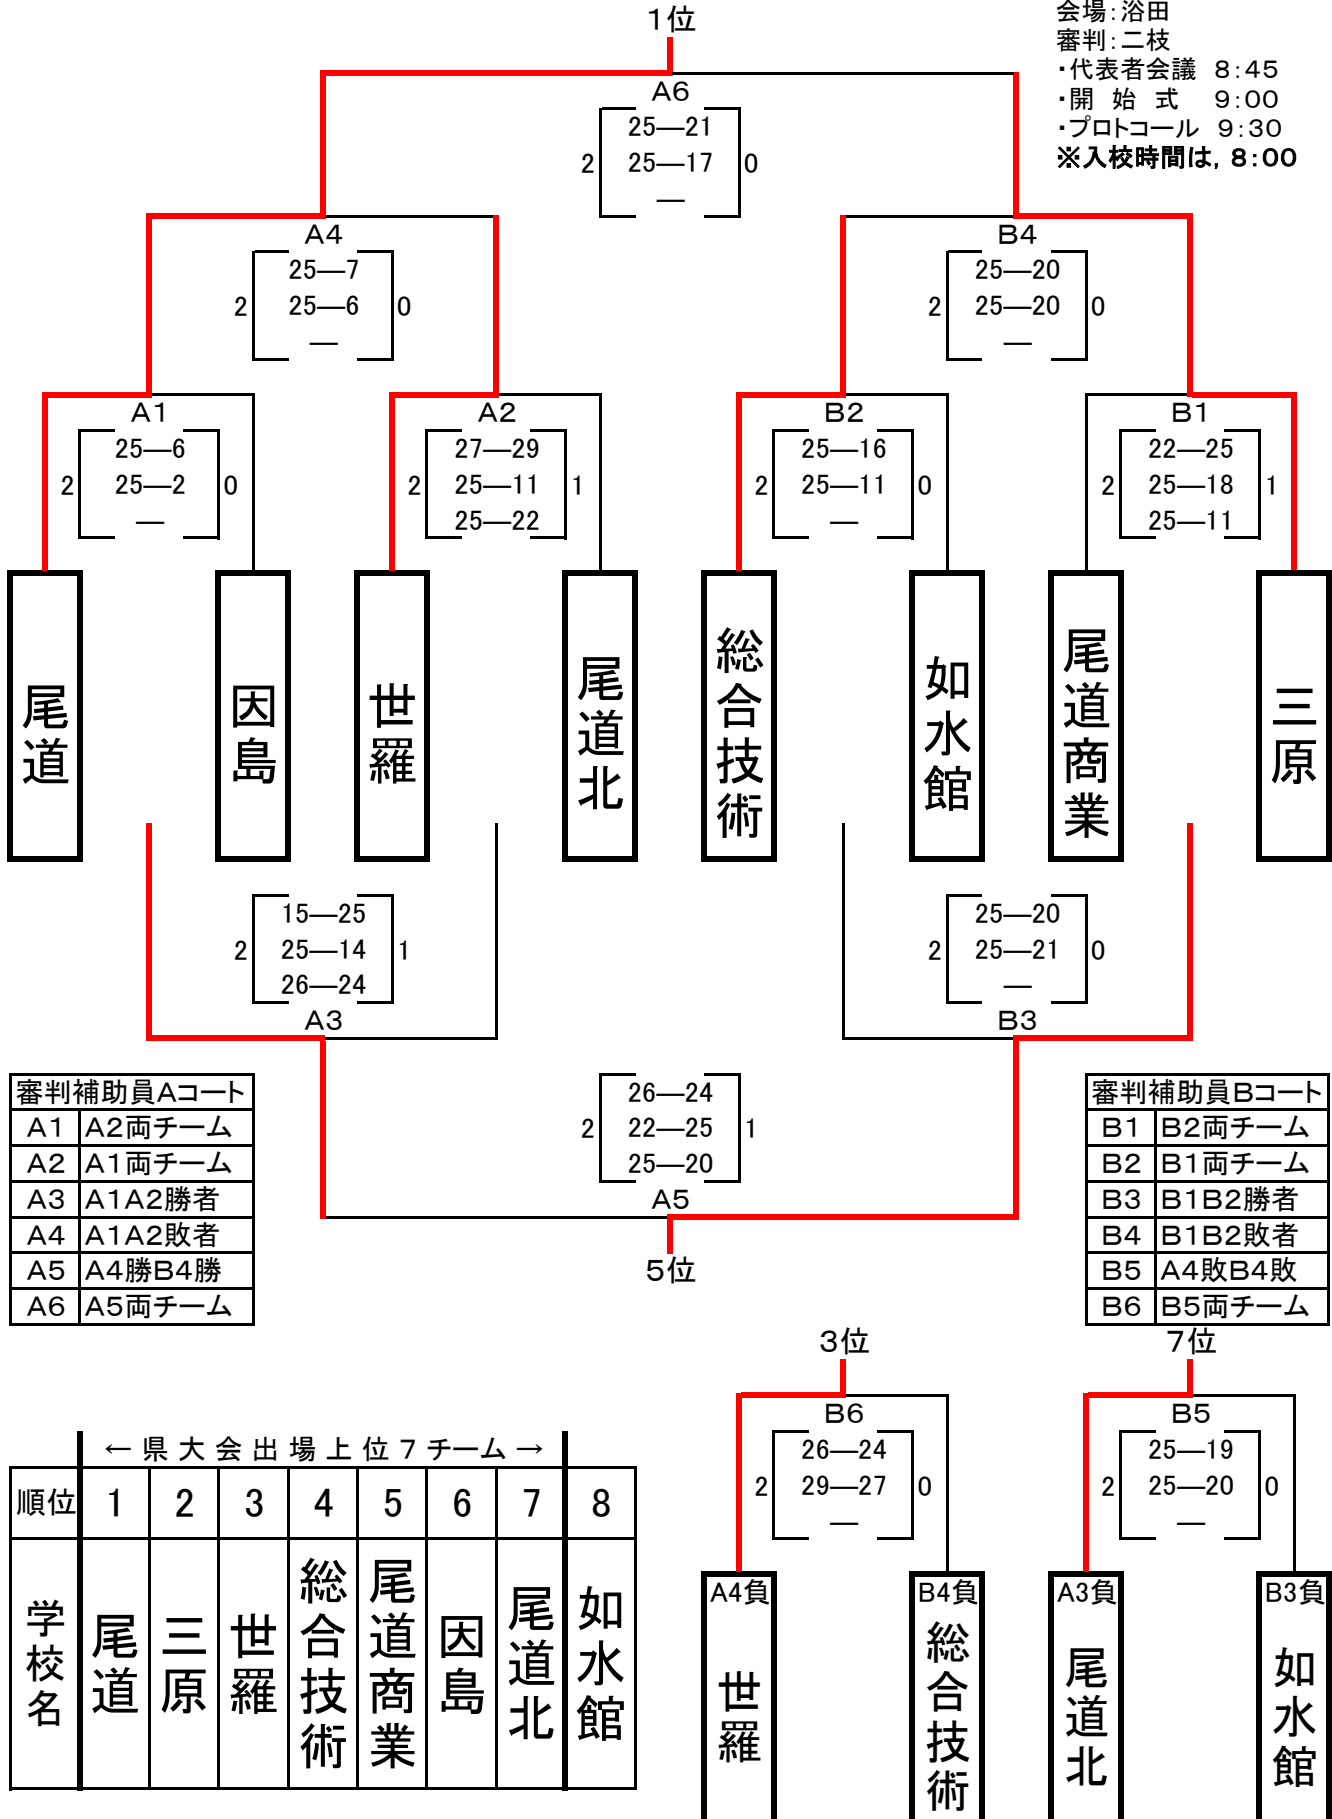 1位
会場：浴田
審判：二枝
・代表者会議 8：45
・開 始 式 9：00
・プロトコール 9：30
※入校時間は，8：00
A6
25―21
2 25―17 0
―
A4
25―7
2 25―6 0
―
B4
25―20
2 25―20 0
―
A1
25―6
2 25―2 0
―
A2
27―29
2 25―11 1
25―22
B2
25―16
2 25―11 0
―
B1
22―25
2 25―18 1
25―11
尾道
因島
世羅
尾道北
総合技術
如水館
尾道商業
三原
15―25
2 25―14 1
26―24
A3
25―20
2 25―21 0
―
B3
26―24
2 22―25 1
25―20
A5
5位
審判補助員Aコート
A1 A2両チーム
A2 A1両チーム
A3 A1A2勝者
A4 A1A2敗者
A5 A4勝B4勝
A6 A5両チーム
審判補助員Bコート
B1 B2両チーム
B2 B1両チーム
B3 B1B2勝者
B4 B1B2敗者
B5 A4敗B4敗
B6 B5両チーム
3位
B6
26―24
2 29―27 0
―
A4負
世羅
B4負
総合技術
7位
B5
25―19
2 25―20 0
―
A3負
尾道北
B3負
如水館
←県大会出場上位7チーム→
順位 1 2 3 4 5 6 7 8
学校名 尾道 三原 世羅 総合技術 尾道商業 因島 尾道北 如水館